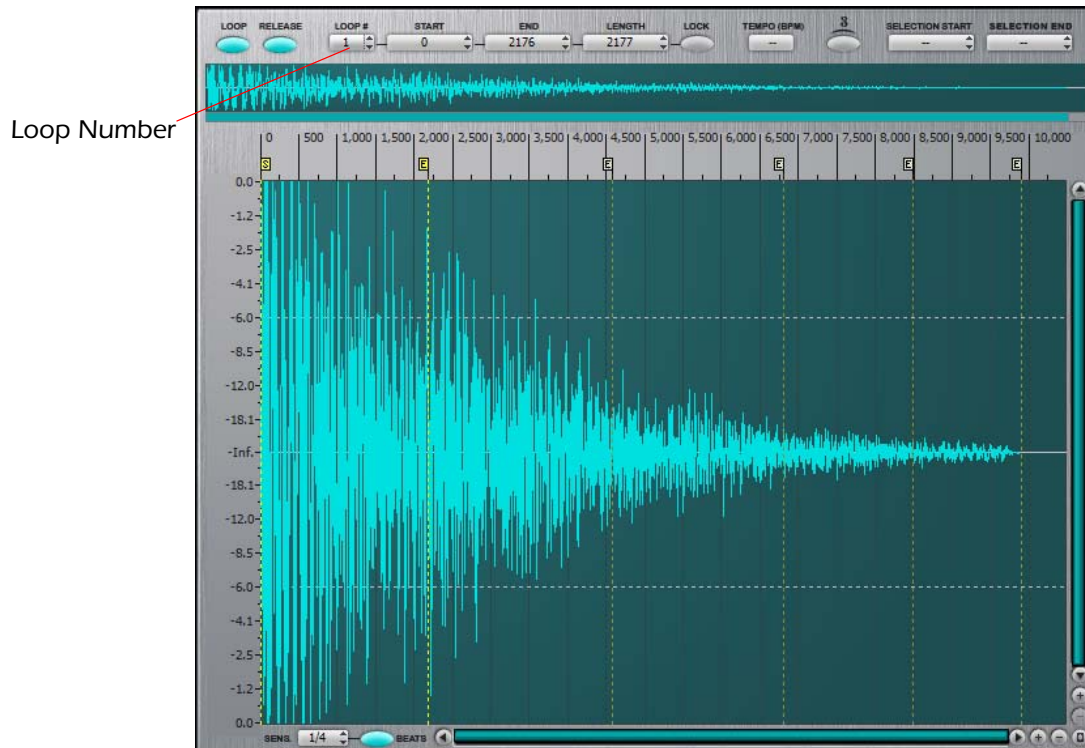 LOOP RELEASE LOOP # START END LENGTH LOCK TEMPO (BPM) 3 SELECTION START SELECTION END
1 0 2176 2177 -- -- --
Loop Number
0 500 1,000 1,500 2,000 2,500 3,000 3,500 4,000 4,500 5,000 5,500 6,000 6,500 7,000 7,500 8,000 8,500 9,000 9,500 10,000
S E E E E E
0.0
-1.2
-2.5
-4.1
-6.0
-8.5
-12.0
-18.1
-Inf.
-18.1
-12.0
-8.5
-6.0
-4.1
-2.5
-1.2
0.0
SENS. 1/4 BEATS